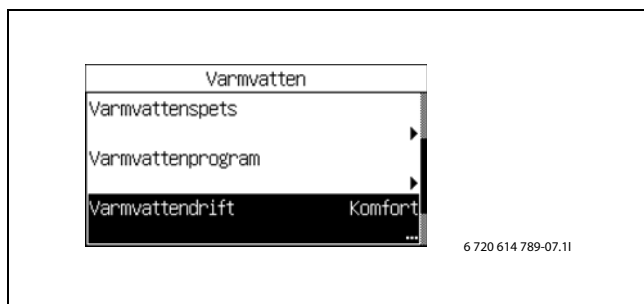 Varmvatten
Varmvattenspets
Varmvattenprogram
Varmvattendrift Komfort
...
6 720 614 789-07.1I